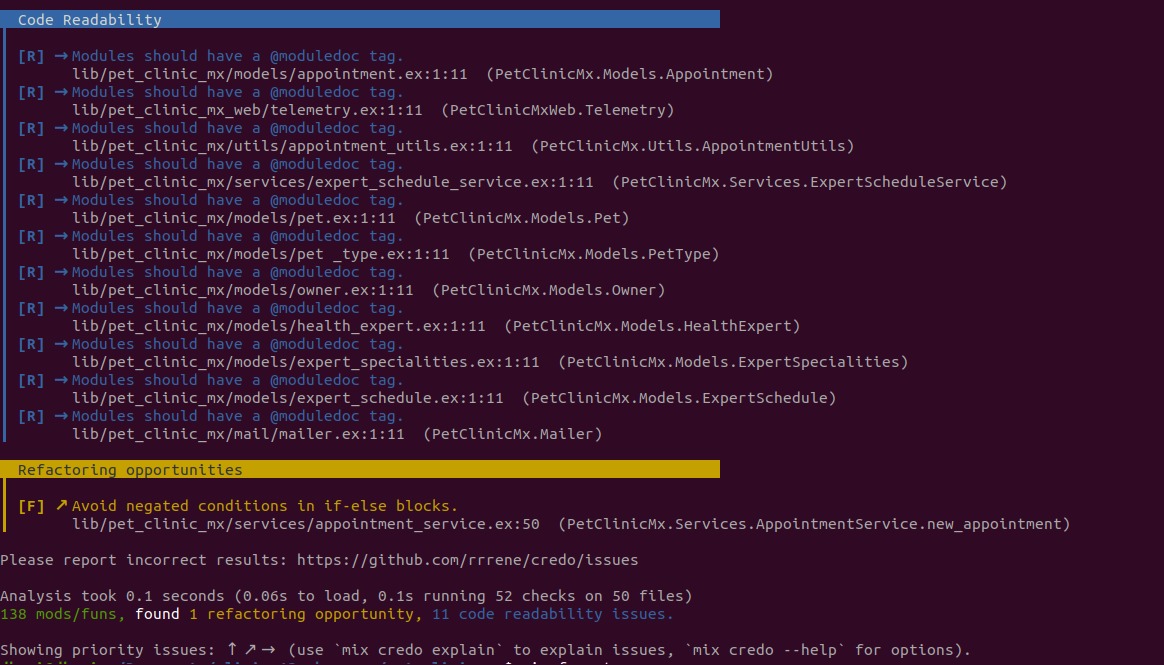 Code Readability
[R] → Modules should have a @moduledoc tag.
lib/pet_clinic_mx/models/appointment.ex:1:11 (PetClinicMx.Models.Appointment)
[R] → Modules should have a @moduledoc tag.
lib/pet_clinic_mx_web/telemetry.ex:1:11 (PetClinicMxWeb.Telemetry)
[R] → Modules should have a @moduledoc tag.
lib/pet_clinic_mx/utils/appointment_utils.ex:1:11 (PetClinicMx.Utils.AppointmentUtils)
[R] → Modules should have a @moduledoc tag.
lib/pet_clinic_mx/services/expert_schedule_service.ex:1:11 (PetClinicMx.Services.ExpertScheduleService)
[R] → Modules should have a @moduledoc tag.
lib/pet_clinic_mx/models/pet.ex:1:11 (PetClinicMx.Models.Pet)
[R] → Modules should have a @moduledoc tag.
lib/pet_clinic_mx/models/pet _type.ex:1:11 (PetClinicMx.Models.PetType)
[R] → Modules should have a @moduledoc tag.
lib/pet_clinic_mx/models/owner.ex:1:11 (PetClinicMx.Models.Owner)
[R] → Modules should have a @moduledoc tag.
lib/pet_clinic_mx/models/health_expert.ex:1:11 (PetClinicMx.Models.HealthExpert)
[R] → Modules should have a @moduledoc tag.
lib/pet_clinic_mx/models/expert_specialities.ex:1:11 (PetClinicMx.Models.ExpertSpecialities)
[R] → Modules should have a @moduledoc tag.
lib/pet_clinic_mx/models/expert_schedule.ex:1:11 (PetClinicMx.Models.ExpertSchedule)
[R] → Modules should have a @moduledoc tag.
lib/pet_clinic_mx/mail/mailer.ex:1:11 (PetClinicMx.Mailer)
Refactoring opportunities
[F] ↗ Avoid negated conditions in if-else blocks.
lib/pet_clinic_mx/services/appointment_service.ex:50 (PetClinicMx.Services.AppointmentService.new_appointment)
Please report incorrect results: https://github.com/rrrene/credo/issues
Analysis took 0.1 seconds (0.06s to load, 0.1s running 52 checks on 50 files)
138 mods/funs, found 1 refactoring opportunity, 11 code readability issues.
Showing priority issues: ↑ ↗ → (use `mix credo explain` to explain issues, `mix credo --help` for options).